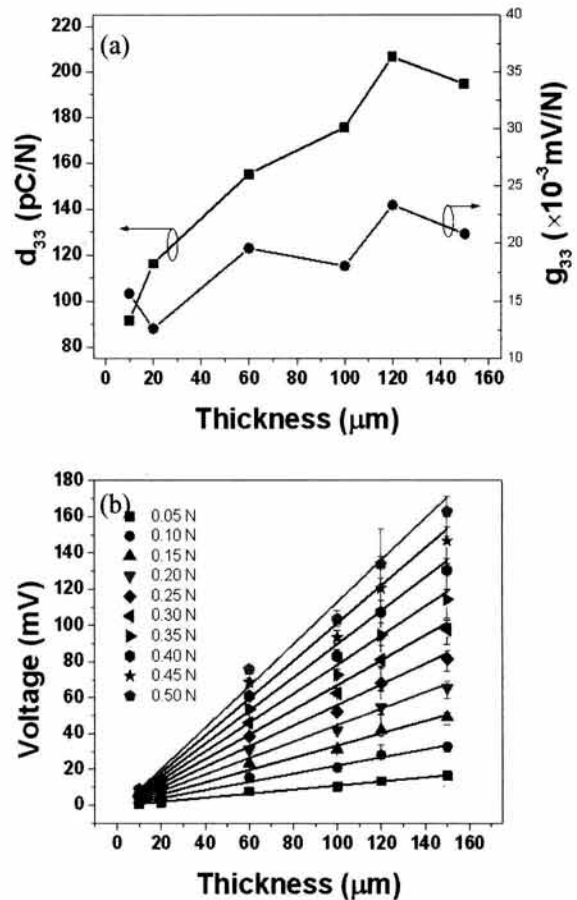 (a)
220
200
180
160
140
120
100
80
d33 (pC/N)
40
35
30
25
20
15
10
g33 (×10-3mV/N)
0 20 40 60 80 100 120 140 160
Thickness (μm)
(b)
180
160
140
120
100
80
60
40
20
0
Voltage (mV)
0.05 N
0.10 N
0.15 N
0.20 N
0.25 N
0.30 N
0.35 N
0.40 N
0.45 N
0.50 N
0 20 40 60 80 100 120 140 160
Thickness (μm)